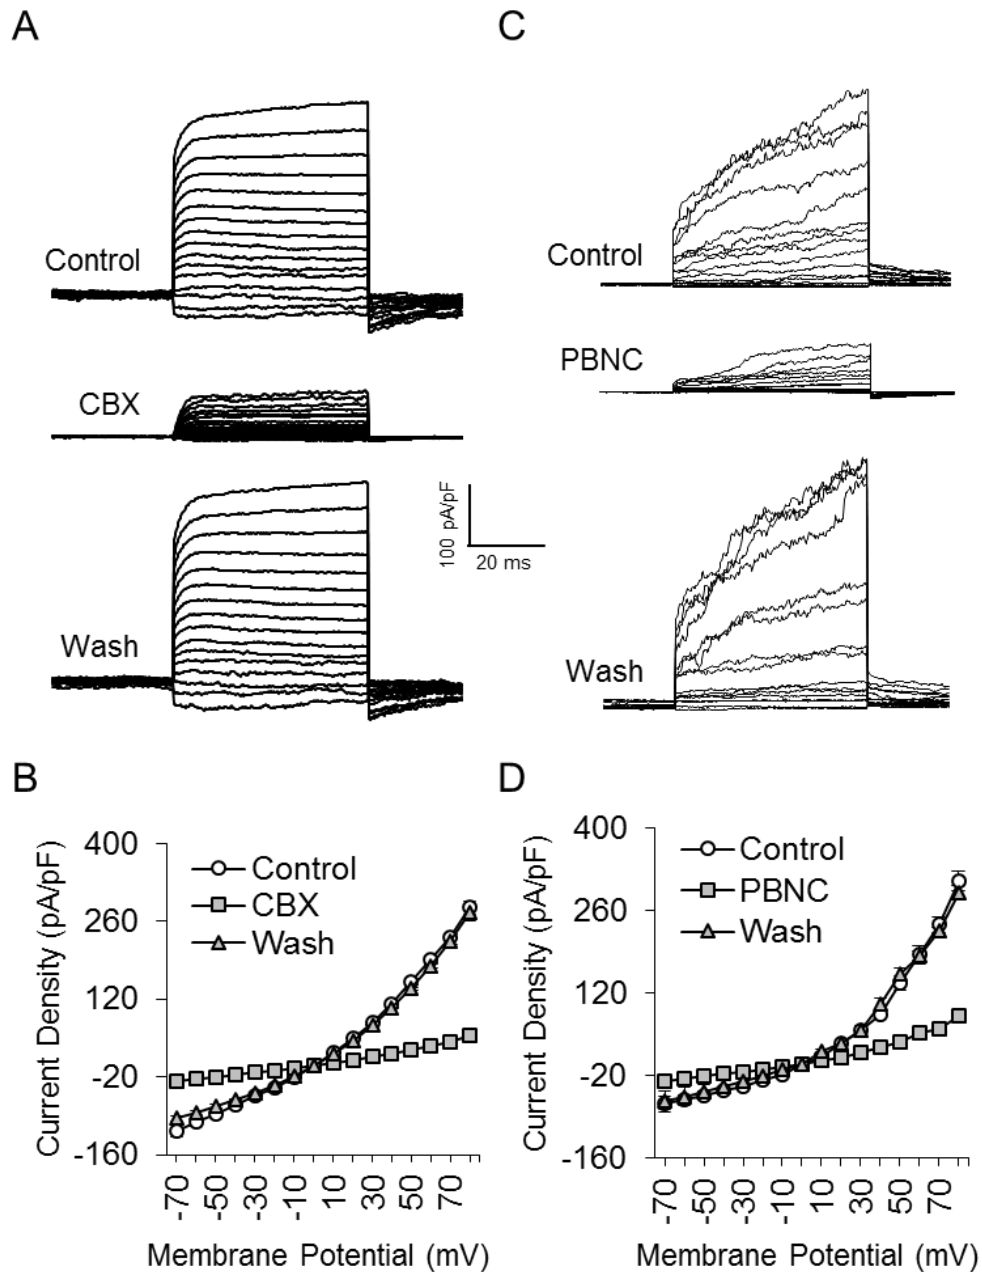 A
Control
CBX
Wash
100 pA/pF
20 ms
C
Control
PBNC
Wash
B
Current Density (pA/pF)
400
260
120
-20
-160
Control
CBX
Wash
-70
-50
-30
-10
10
30
50
70
Membrane Potential (mV)
D
Current Density (pA/pF)
400
260
120
-20
-160
Control
PBNC
Wash
-70
-50
-30
-10
10
30
50
70
Membrane Potential (mV)